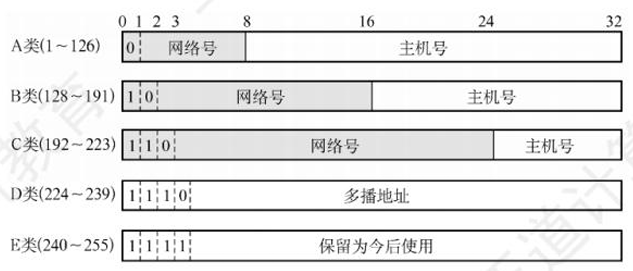 0 1 2 3 8 16 24 32
A类(1～126) 0 网络号 主机号
B类(128～191) 1 0 网络号 主机号
C类(192～223) 1 1 0 网络号 主机号
D类(224～239) 1 1 1 0 多播地址
E类(240～255) 1 1 1 1 保留为今后使用